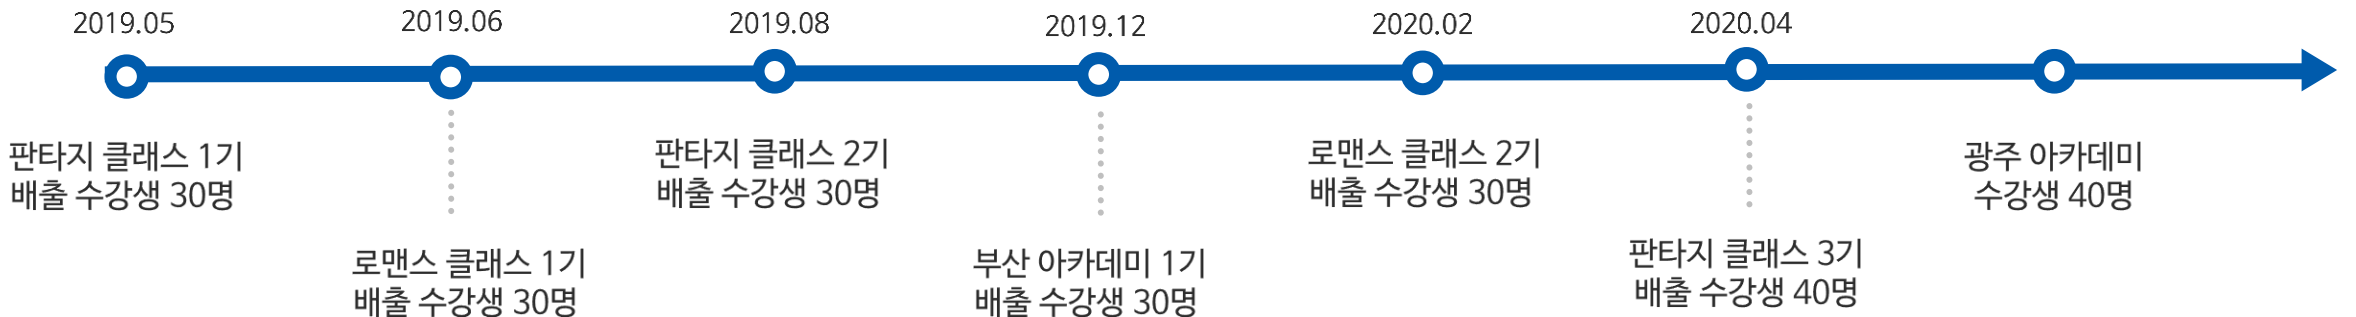 2019.05
판타지 클래스 1기
배출 수강생 30명
2019.06
로맨스 클래스 1기
배출 수강생 30명
2019.08
판타지 클래스 2기
배출 수강생 30명
2019.12
부산 아카데미 1기
배출 수강생 30명
2020.02
로맨스 클래스 2기
배출 수강생 30명
2020.04
판타지 클래스 3기
배출 수강생 40명
광주 아카데미
수강생 40명